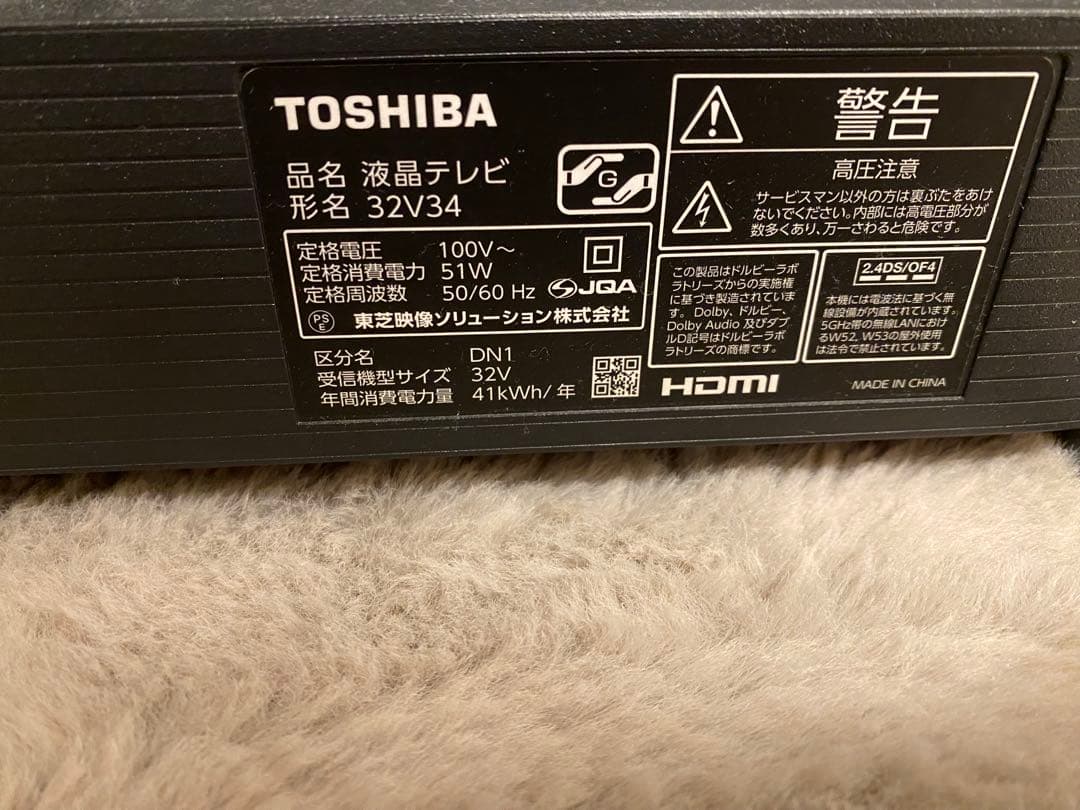 TOSHIBA
品名 液晶テレビ
形名 32V34
G
定格電圧 100V～
定格消費電力 51W
定格周波数 50/60 Hz
JQA
PS
E
東芝映像ソリューション株式会社
区分名 DN1
受信機型サイズ 32V
年間消費電力量 41kWh/年
警告
高圧注意
サービスマン以外の方は裏ぶたをあけ
ないでください。内部には高電圧部分が
数多くあり、万一さわると危険です。
この製品はドルビーラボ
ラトリーズからの実施権
に基づき製造されていま
す。Dolby、ドルビー、
Dolby Audio 及びダブ
ルD記号はドルビーラボ
ラトリーズの商標です。
2.4DS/OF4
本機には電波法に基づく無
線設備が内蔵されています。
5GHz帯の無線LANにおけ
るW52、W53の屋外使用
は法令で禁止されています。
HDMI
MADE IN CHINA